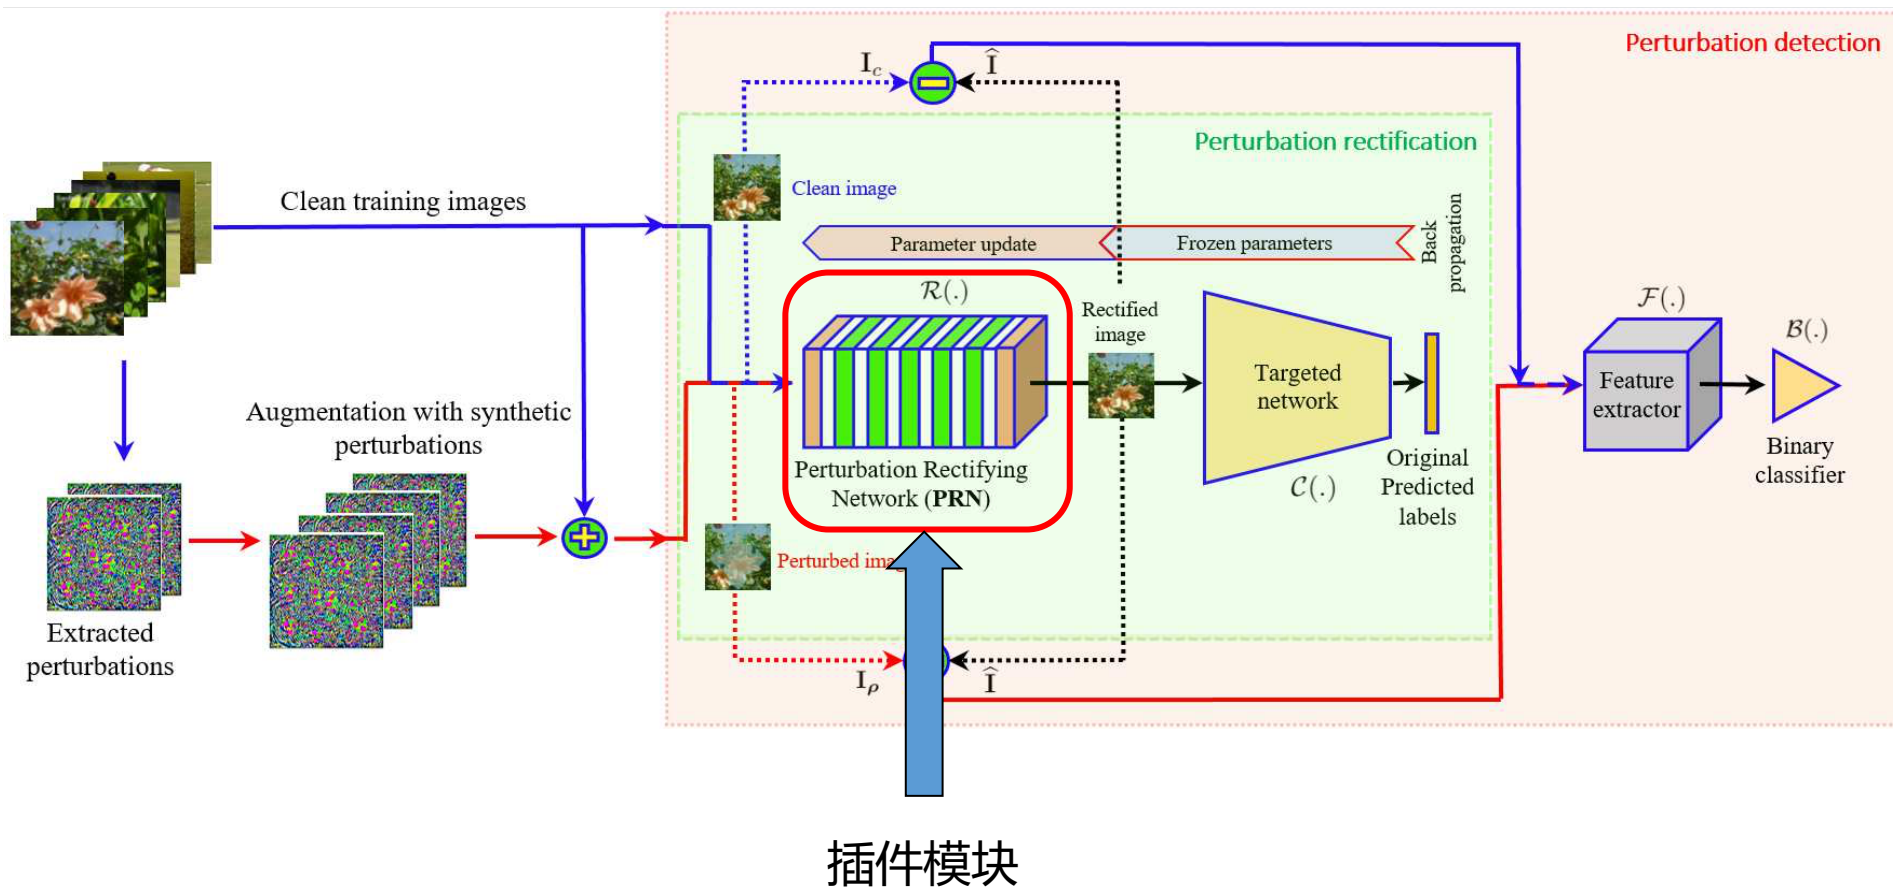 Perturbation detection
I_c
Î
Perturbation rectification
Clean training images
Clean image
Back
propagation
Parameter update
Frozen parameters
R(.)
Rectified
image
F(.)
B(.)
Targeted
network
Feature
extractor
Augmentation with synthetic
perturbations
Perturbation Rectifying
Network (PRN)
C(.)
Original
Predicted
labels
Binary
classifier
Perturbed imag
Extracted
perturbations
I_ρ
Î
插件模块